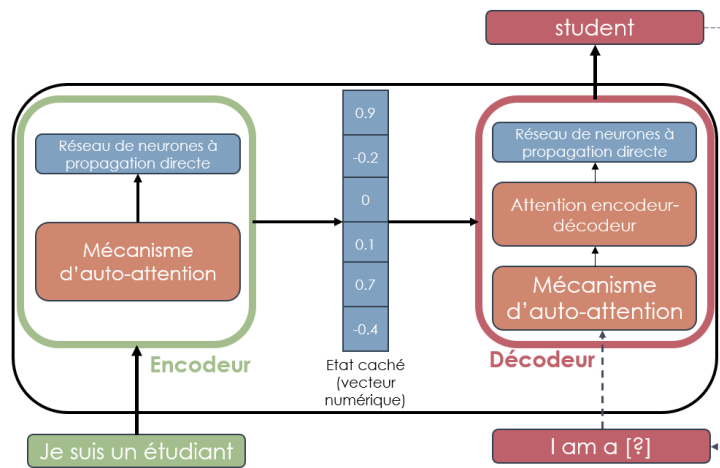 student
Réseau de neurones à
propagation directe
Mécanisme
d'auto-attention
Encodeur
Je suis un étudiant
0.9
-0.2
0
0.1
0.7
-0.4
Etat caché
(vecteur
numérique)
Réseau de neurones à
propagation directe
Attention encodeur-
décodeur
Mécanisme
d'auto-attention
Décodeur
I am a [?]